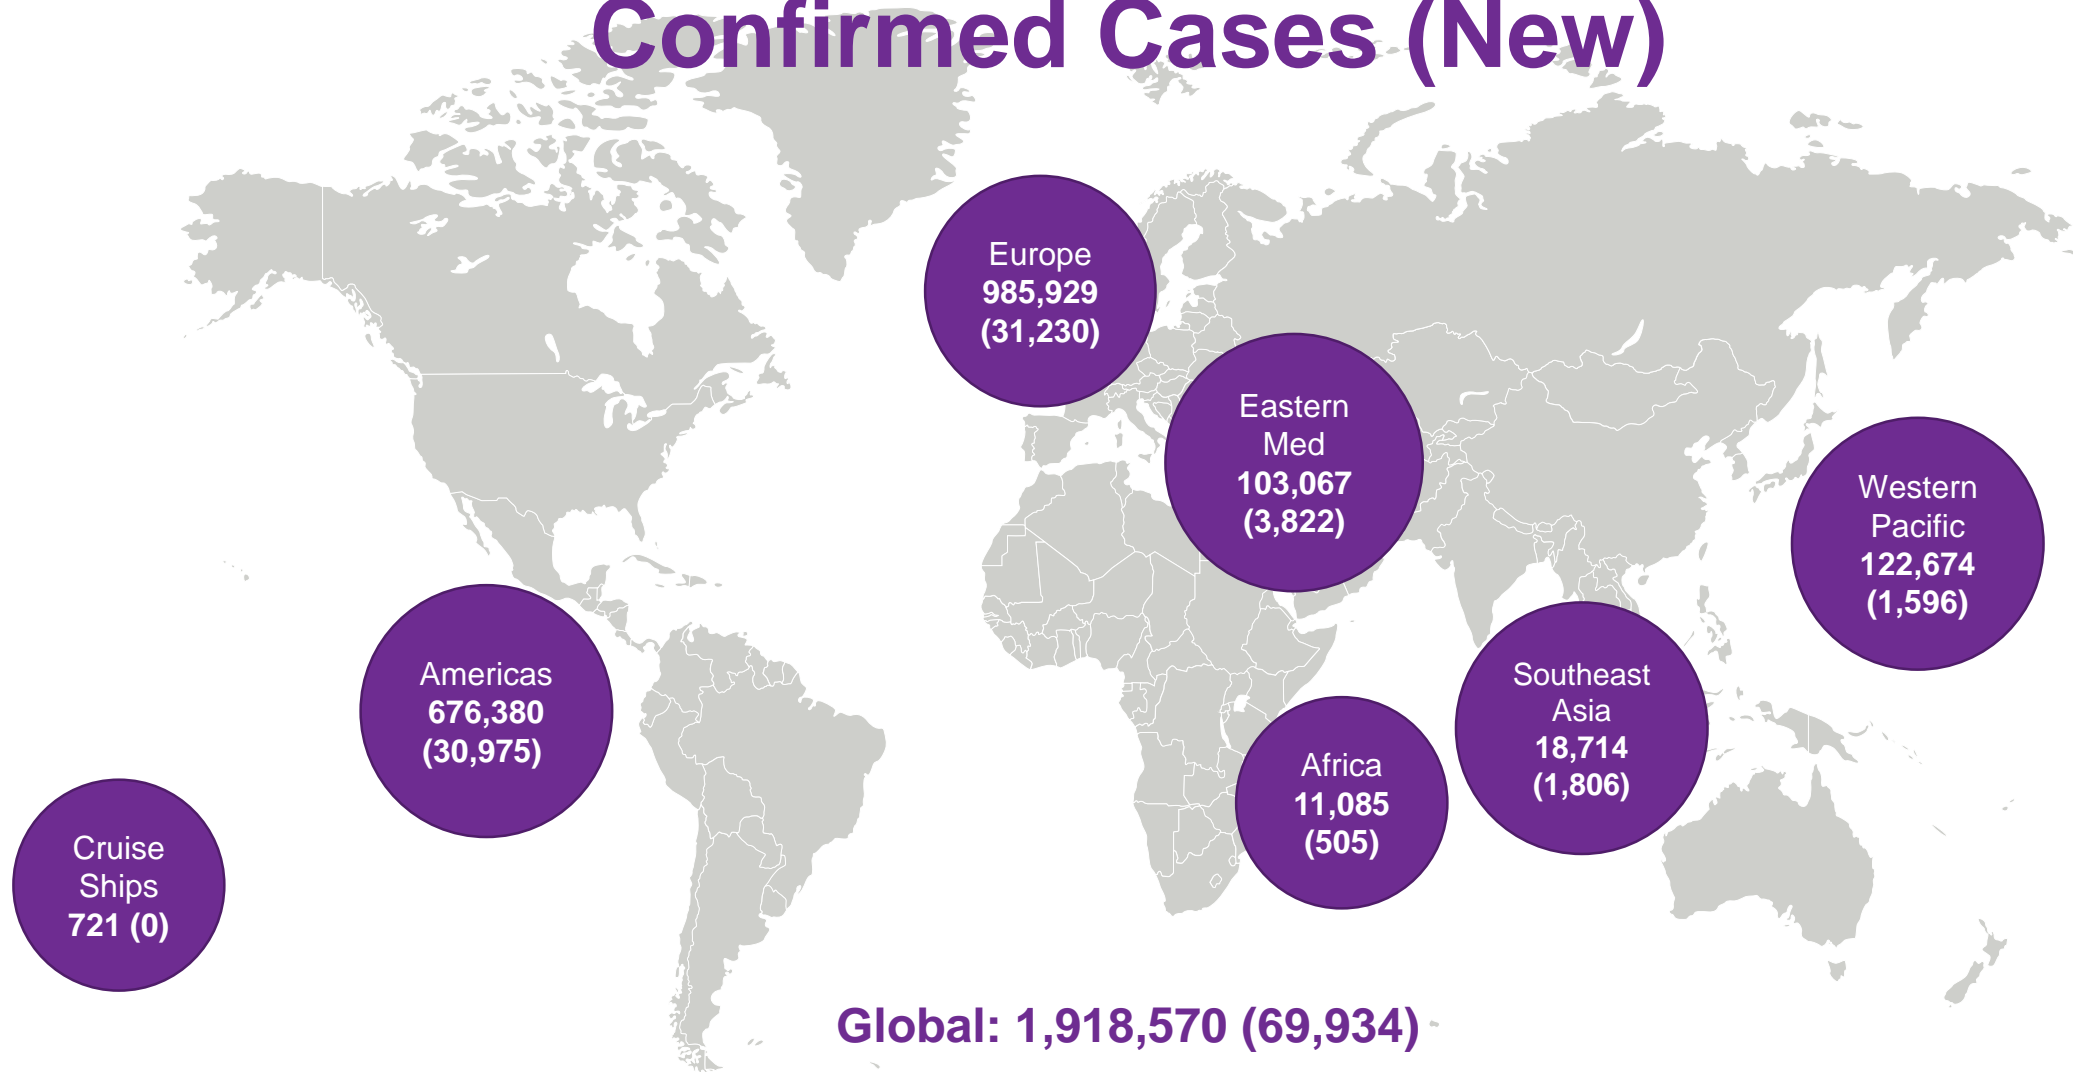 Confirmed Cases (New)
Europe
985,929
(31,230)
Eastern
Med
103,067
(3,822)
Western
Pacific
122,674
(1,596)
Americas
676,380
(30,975)
Southeast
Asia
18,714
(1,806)
Africa
11,085
(505)
Cruise
Ships
721 (0)
Global: 1,918,570 (69,934)